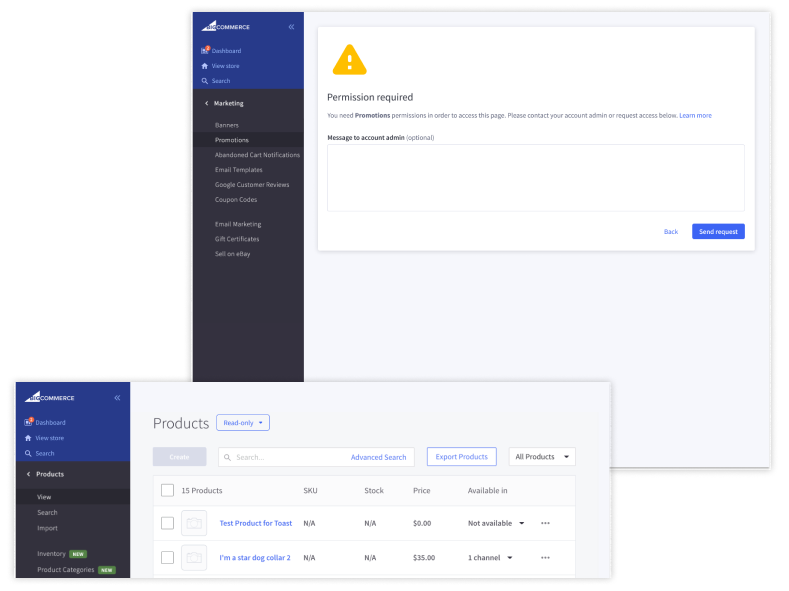 BIGCOMMERCE
Dashboard
View store
Search
Marketing
Banners
Promotions
Abandoned Cart Notifications
Email Templates
Google Customer Reviews
Coupon Codes
Email Marketing
Gift Certificates
Sell on eBay
Permission required
You need Promotions permissions in order to access this page. Please contact your account admin or request access below. Learn more
Message to account admin (optional)
Back Send request
BIGCOMMERCE
Dashboard
View store
Search
Products
View
Search
Import
Inventory NEW
Product Categories NEW
Products Read-only
Create Search... Advanced Search Export Products All Products
15 Products SKU Stock Price Available in
Test Product for Toast N/A N/A $0.00 Not available
I'm a star dog collar 2 N/A N/A $35.00 1 channel